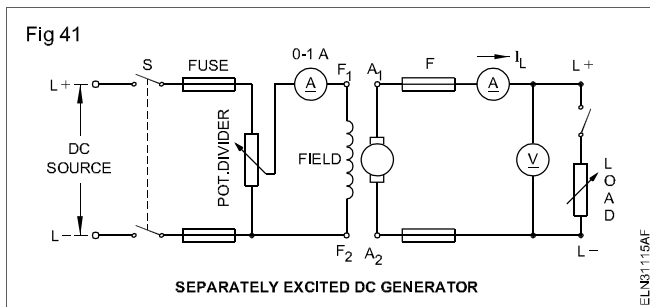 Fig 41
S
FUSE
0-1 A
A
F1
A1
F
IL
A
L+
L+
DC
SOURCE
POT.DIVIDER
FIELD
V
LOAD
L–
F2
A2
L–
SEPARATELY EXCITED DC GENERATOR
ELN31115AF